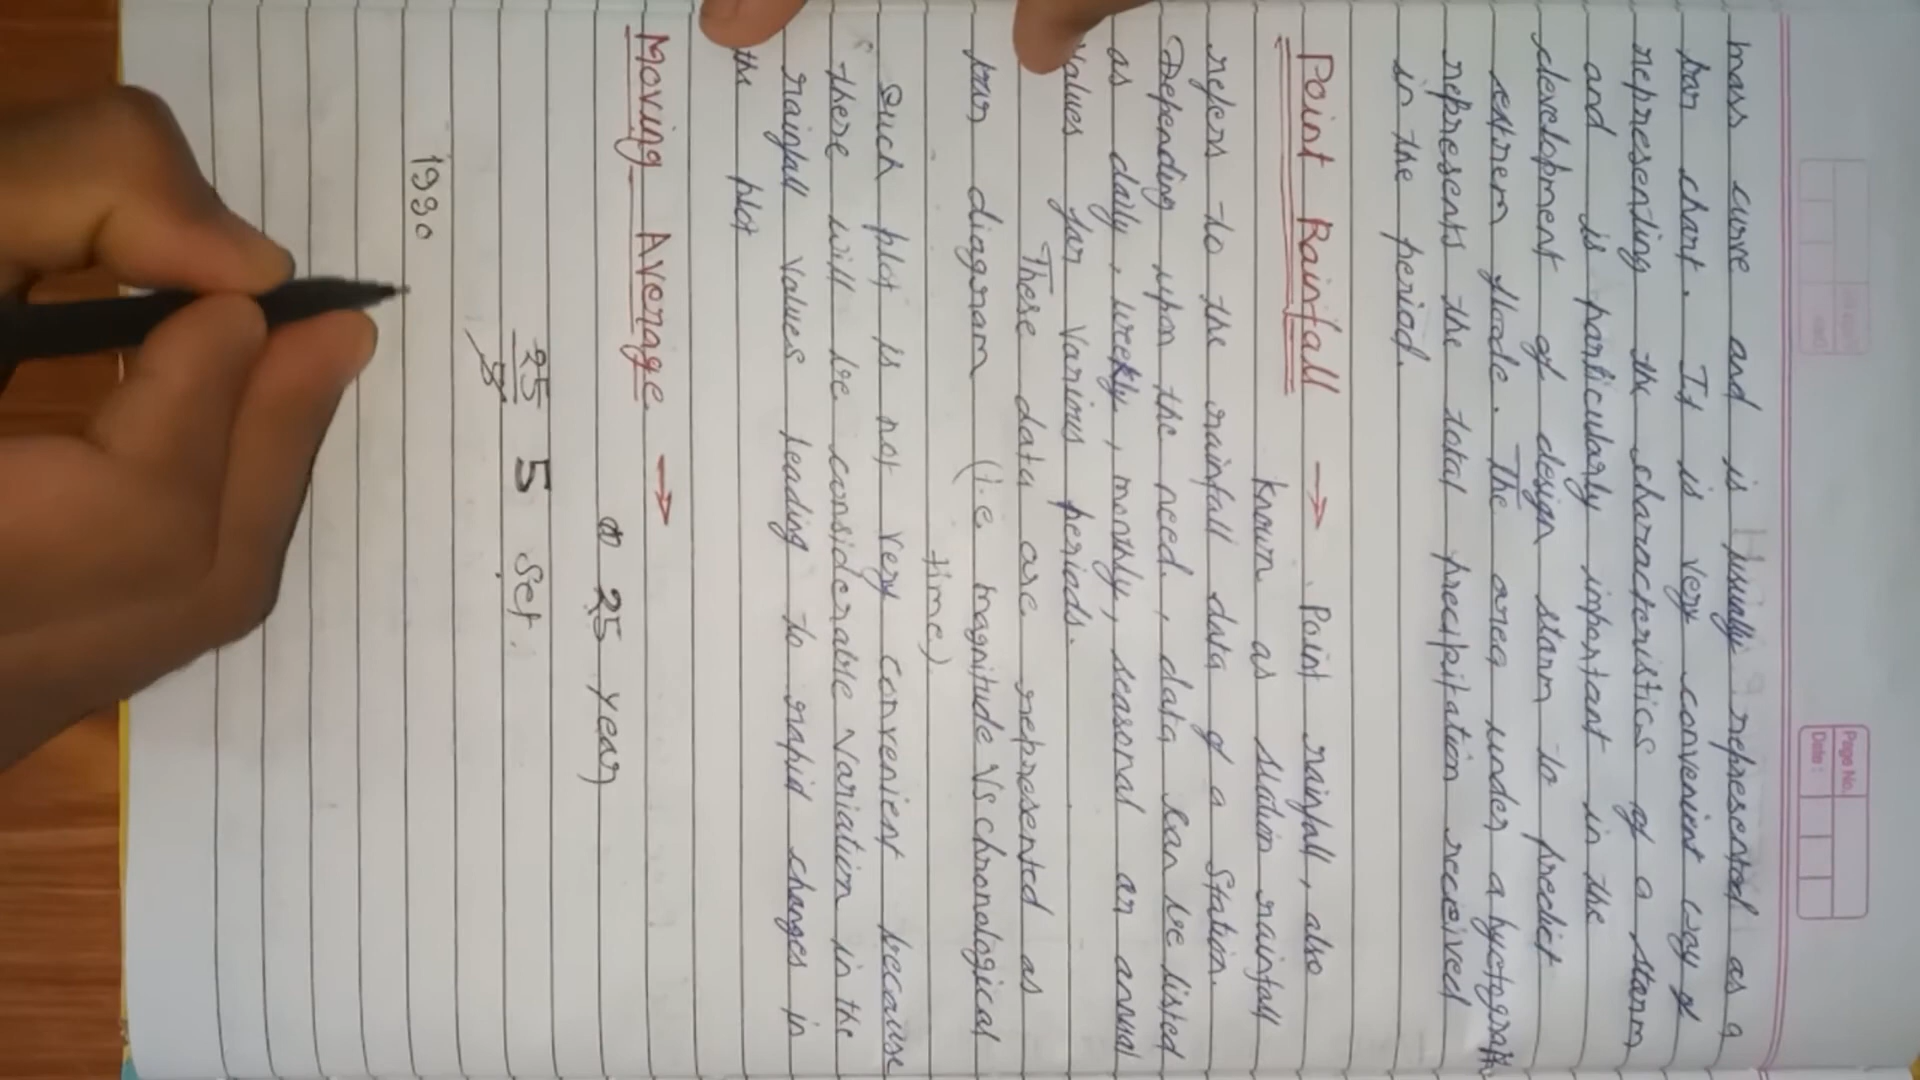 Page No.
Date :
mass curve and is usually represented as a
bar chart. It is very convenient way of
representing the characteristics of a storm
and is particularly important in the
development of design storm to predict
extrem floode. The area under a hyetograph
represents the total precipitation received
in the period.
Point Rainfall → Point rainfall, also
known as station rainfall
refers to the rainfall data of a station.
Depending upon the need, data can be listed
as daily, weekly, monthly, seasonal or annual
values for various periods.
These data are represented as
bar diagram (i.e magnitude Vs chronological
time).
Such plot is not very convenient because
there will be considerable variation in the
rainfall values leading to rapid changes in
the plot
Moving Average →
25 year
25 5 set.
5
1990